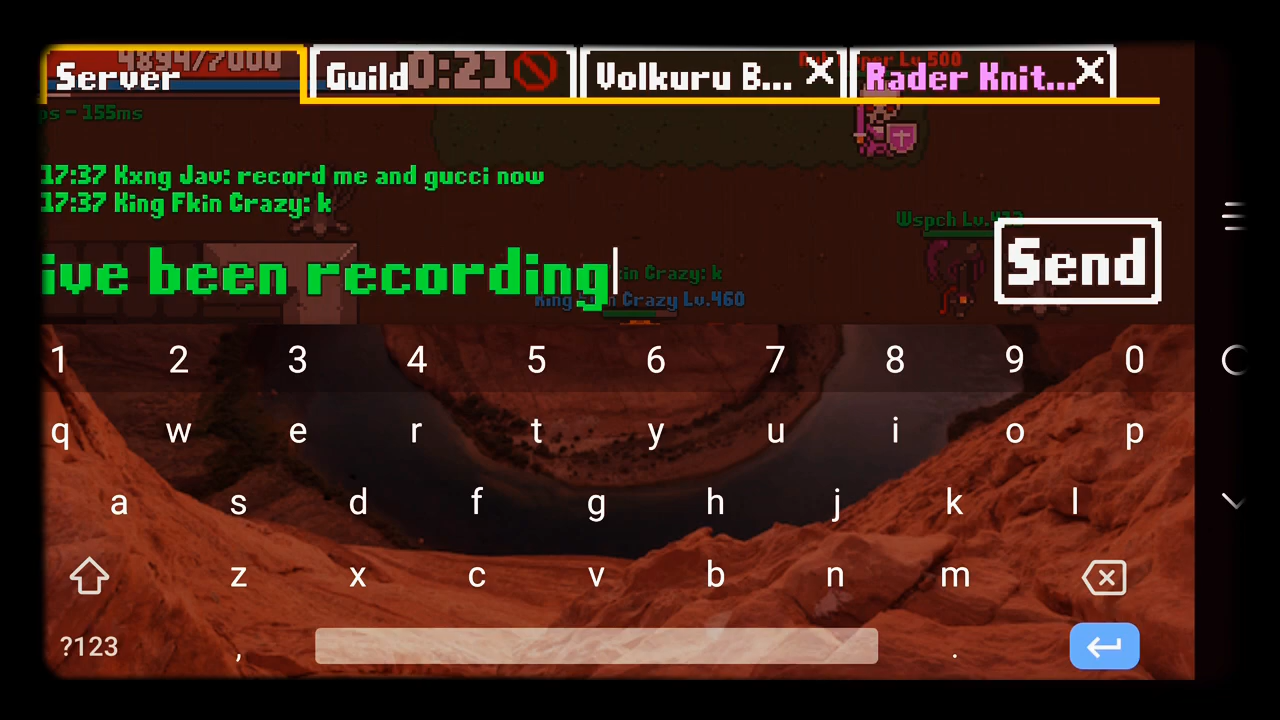 4894/7000
Server
Guild
0:21
Volkuru B...
Rader Knit...
Lv.500
155ms
17:37 Kxng Jav: record me and gucci now
17:37 King Fkin Crazy: k
Wspch
ive been recording
Send
Crazy: k
Crazy Lv.460
1 2 3 4 5 6 7 8 9 0
q w e r t y u i o p
a s d f g h j k l
z x c v b n m
?123 , .